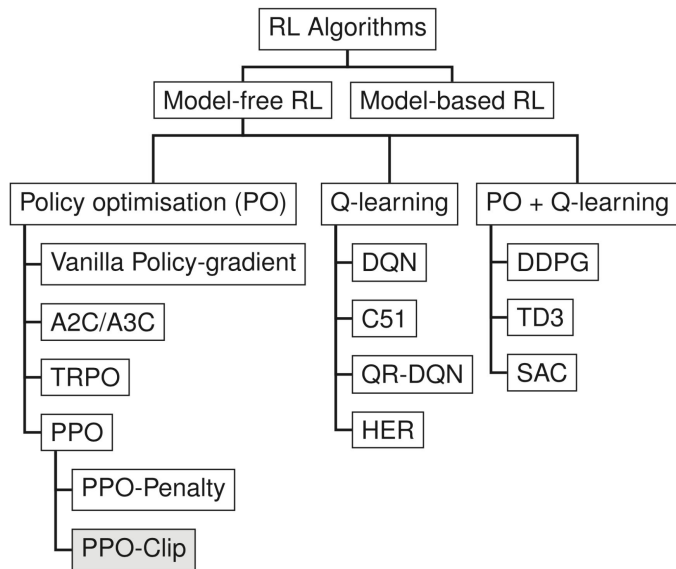 RL Algorithms
Model-free RL
Model-based RL
Policy optimisation (PO)
Q-learning
PO + Q-learning
Vanilla Policy-gradient
DQN
DDPG
A2C/A3C
C51
TD3
TRPO
QR-DQN
SAC
PPO
HER
PPO-Penalty
PPO-Clip